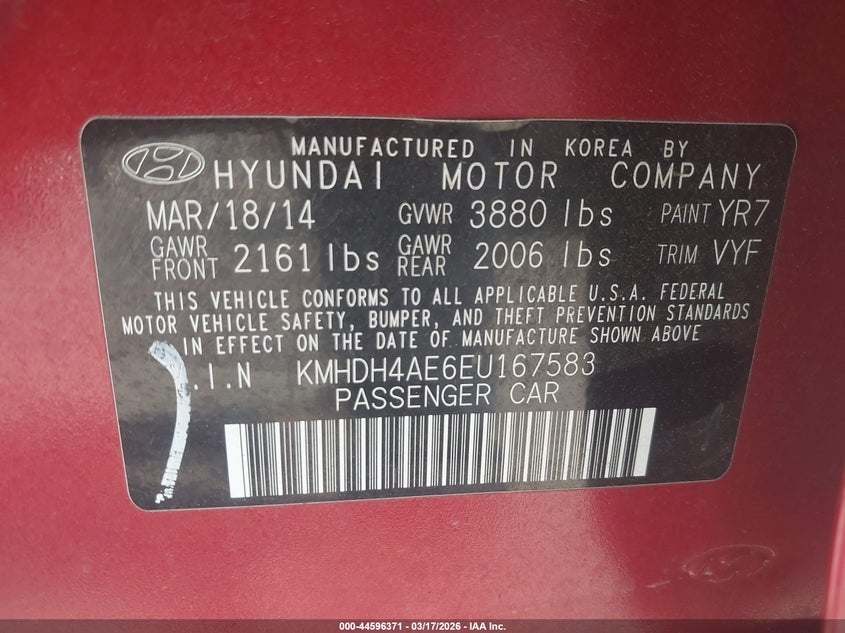 MANUFACTURED IN KOREA BY
HYUNDAI MOTOR COMPANY
MAR/18/14 GVWR 3880 lbs PAINT YR7
GAWR FRONT 2161 lbs GAWR REAR 2006 lbs TRIM VYF
THIS VEHICLE CONFORMS TO ALL APPLICABLE U.S.A. FEDERAL
MOTOR VEHICLE SAFETY, BUMPER, AND THEFT PREVENTION STANDARDS
IN EFFECT ON THE DATE OF MANUFACTURE SHOWN ABOVE
.I.N KMHDH4AE6EU167583
PASSENGER CAR
000-44596371 | 03/17/2026 | IAA Inc.